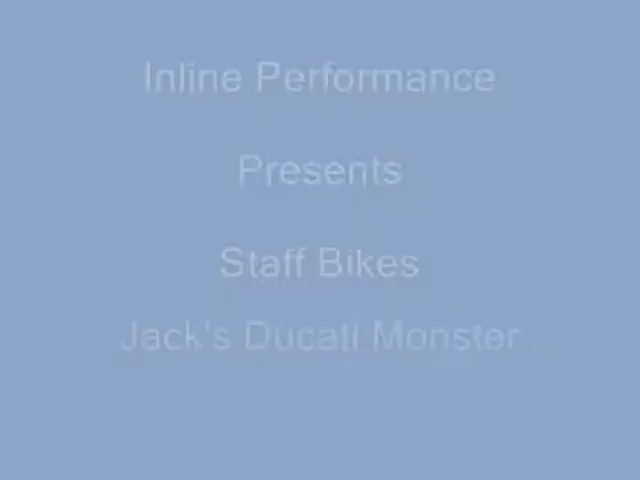 Inline Performance
Presents
Staff Bikes
Jack's Ducati Monster